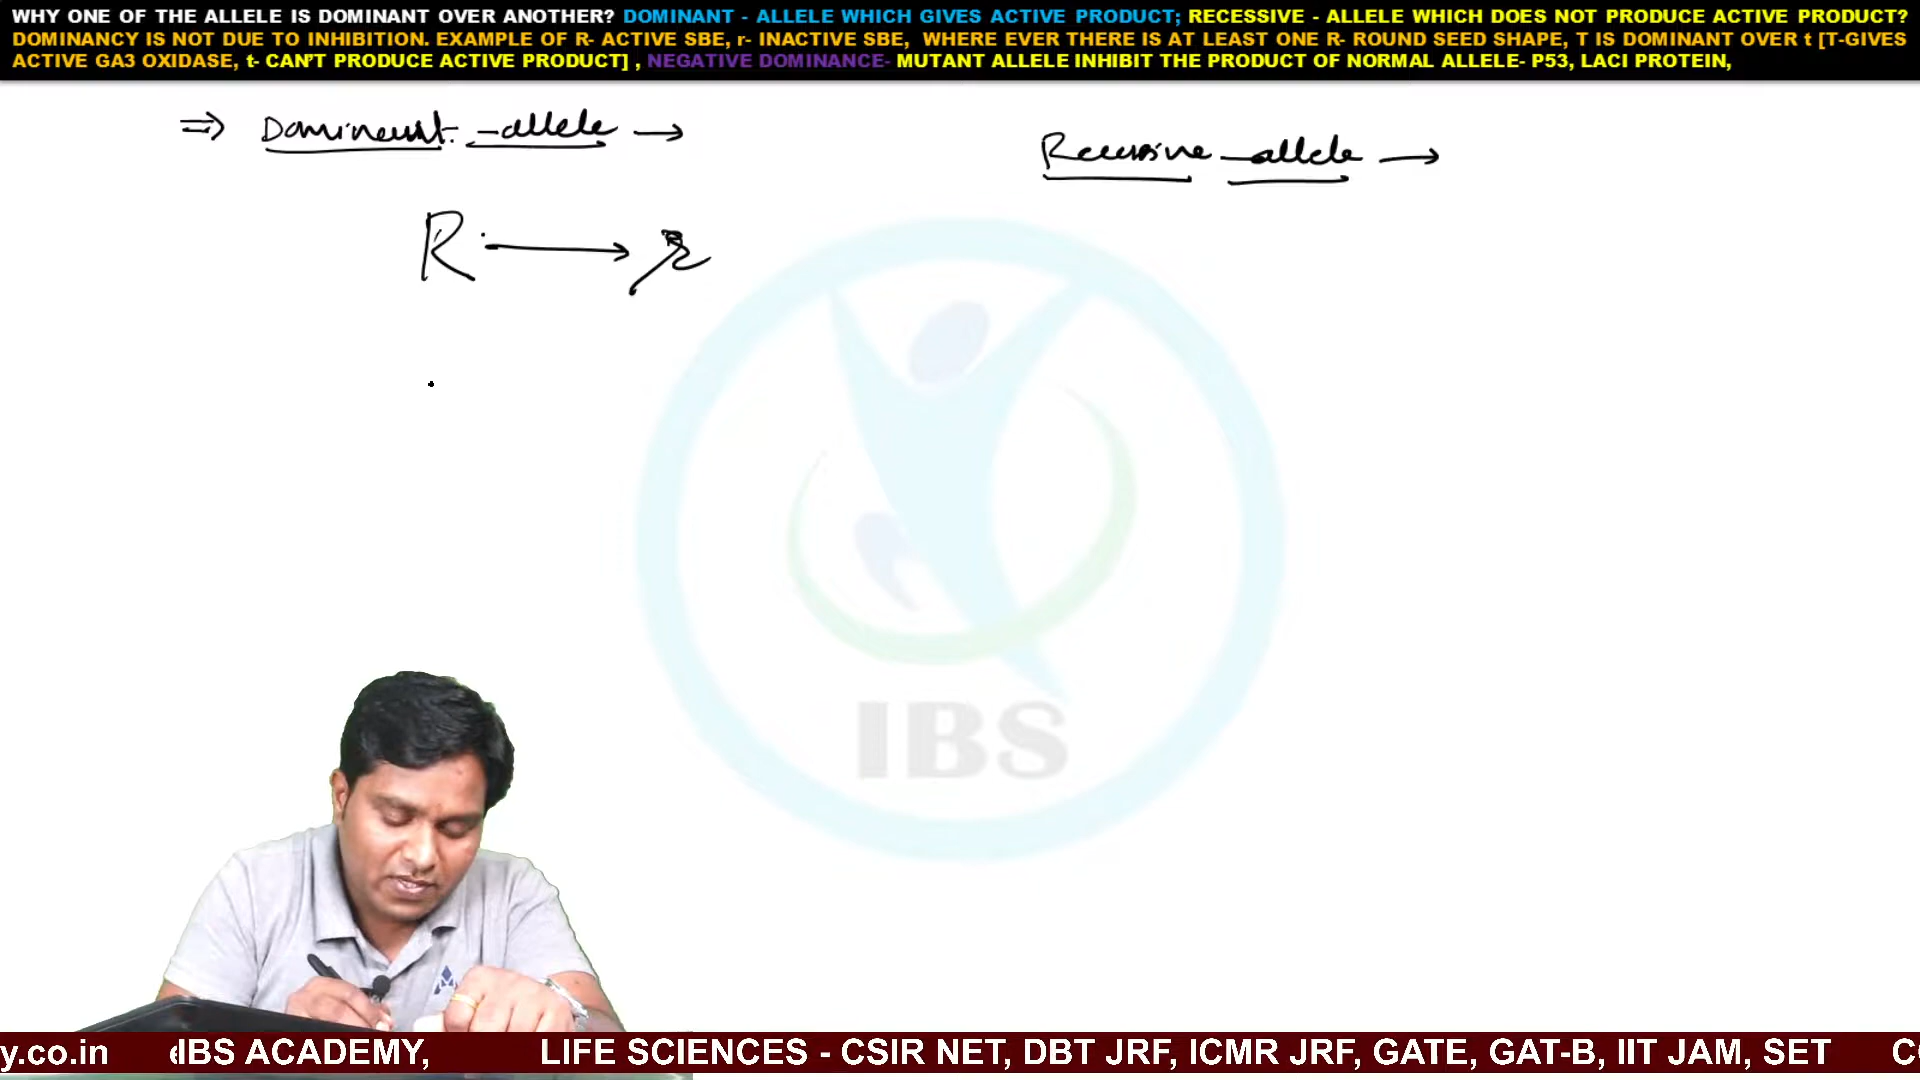 WHY ONE OF THE ALLELE IS DOMINANT OVER ANOTHER? DOMINANT - ALLELE WHICH GIVES ACTIVE PRODUCT; RECESSIVE - ALLELE WHICH DOES NOT PRODUCE ACTIVE PRODUCT?
DOMINANCY IS NOT DUE TO INHIBITION. EXAMPLE OF R- ACTIVE SBE, r- INACTIVE SBE, WHERE EVER THERE IS AT LEAST ONE R- ROUND SEED SHAPE, T IS DOMINANT OVER t [T-GIVES
ACTIVE GA3 OXIDASE, t- CAN'T PRODUCE ACTIVE PRODUCT] , NEGATIVE DOMINANCE- MUTANT ALLELE INHIBIT THE PRODUCT OF NORMAL ALLELE- P53, LACI PROTEIN,
⇒ Dominant - allele →
Recessive - allele →
R → r
IBS
y.co.in IBS ACADEMY, LIFE SCIENCES - CSIR NET, DBT JRF, ICMR JRF, GATE, GAT-B, IIT JAM, SET